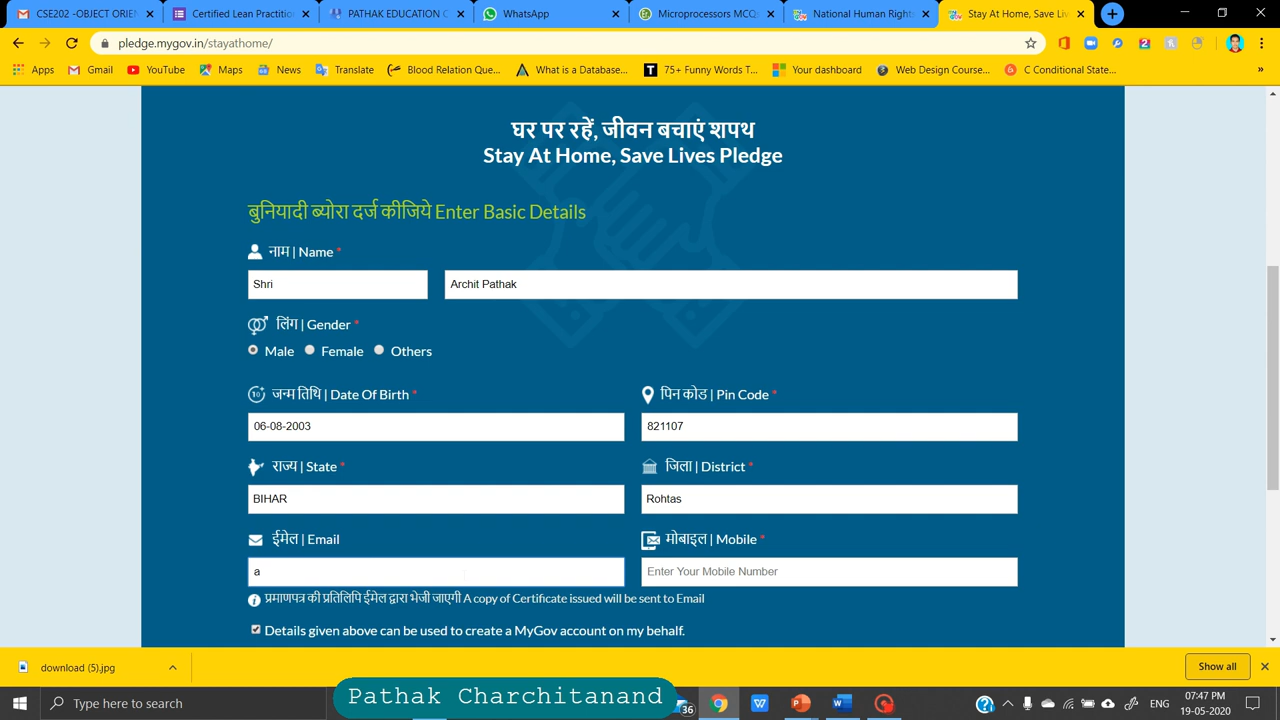 CSE202 -OBJECT ORIEN
Certified Lean Practition
PATHAK EDUCATION C
WhatsApp
Microprocessors MCQs
National Human Rights
Stay At Home, Save Liv
pledge.mygov.in/stayathome/
Apps
Gmail
YouTube
Maps
News
Translate
Blood Relation Que...
What is a Database...
75+ Funny Words T...
Your dashboard
Web Design Course...
C Conditional State...
»
घर पर रहें, जीवन बचाएं शपथ
Stay At Home, Save Lives Pledge
बुनियादी ब्योरा दर्ज कीजिये Enter Basic Details
नाम | Name *
Shri
Archit Pathak
लिंग | Gender *
Male
Female
Others
जन्म तिथि | Date Of Birth *
पिन कोड | Pin Code *
06-08-2003
821107
राज्य | State *
जिला | District *
BIHAR
Rohtas
ईमेल | Email
मोबाइल | Mobile *
a
Enter Your Mobile Number
प्रमाणपत्र की प्रतिलिपि ईमेल द्वारा भेजी जाएगी A copy of Certificate issued will be sent to Email
Details given above can be used to create a MyGov account on my behalf.
download (5).jpg
Show all
Type here to search
Pathak Charchitanand
36
ENG
07:47 PM
19-05-2020